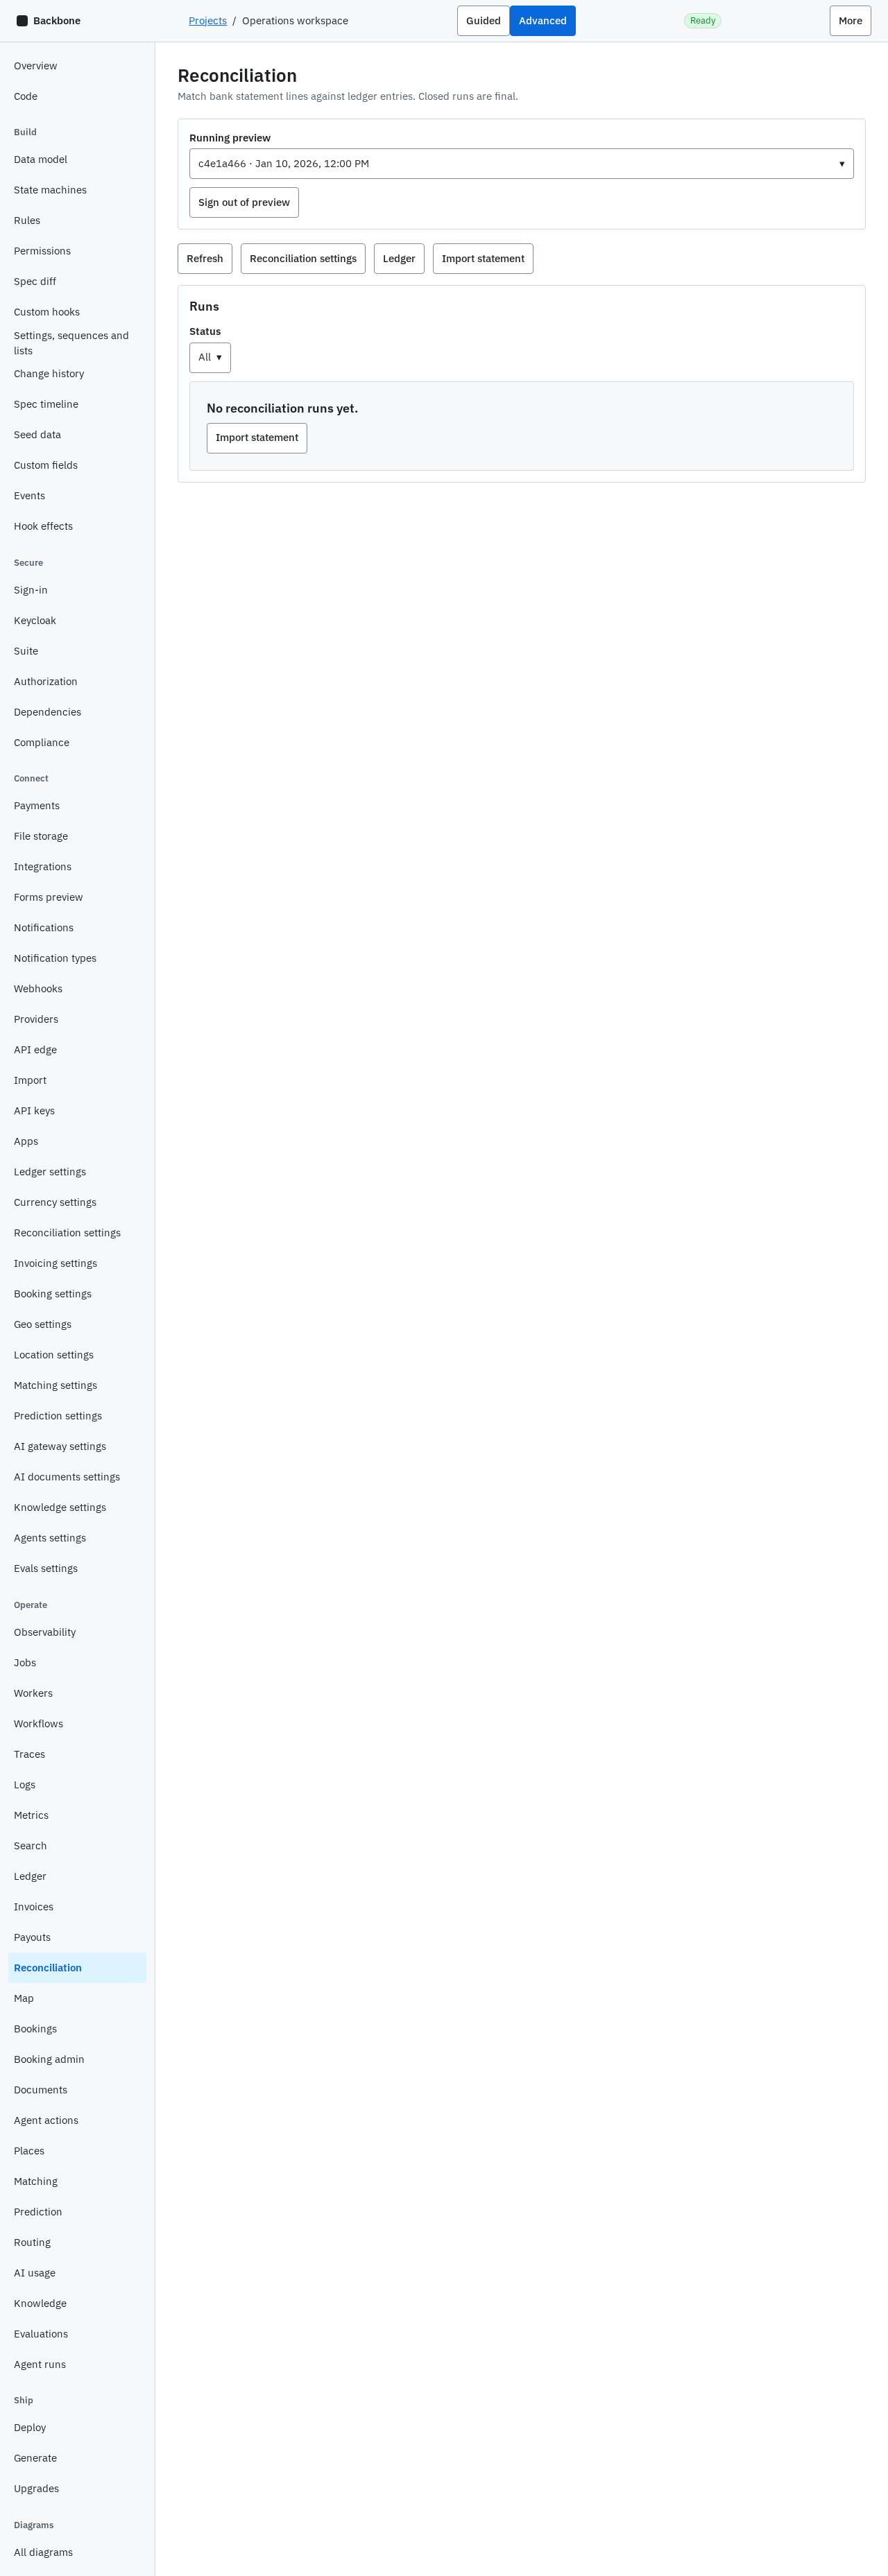 Backbone
Projects / Operations workspace
Guided
Advanced
Ready
More
Overview
Code
Build
Data model
State machines
Rules
Permissions
Spec diff
Custom hooks
Settings, sequences and
lists
Change history
Spec timeline
Seed data
Custom fields
Events
Hook effects
Secure
Sign-in
Keycloak
Suite
Authorization
Dependencies
Compliance
Connect
Payments
File storage
Integrations
Forms preview
Notifications
Notification types
Webhooks
Providers
API edge
Import
API keys
Apps
Ledger settings
Currency settings
Reconciliation settings
Invoicing settings
Booking settings
Geo settings
Location settings
Matching settings
Prediction settings
AI gateway settings
AI documents settings
Knowledge settings
Agents settings
Evals settings
Operate
Observability
Jobs
Workers
Workflows
Traces
Logs
Metrics
Search
Ledger
Invoices
Payouts
Reconciliation
Map
Bookings
Booking admin
Documents
Agent actions
Places
Matching
Prediction
Routing
AI usage
Knowledge
Evaluations
Agent runs
Ship
Deploy
Generate
Upgrades
Diagrams
All diagrams
Reconciliation
Match bank statement lines against ledger entries. Closed runs are final.
Running preview
c4e1a466 · Jan 10, 2026, 12:00 PM
Sign out of preview
Refresh
Reconciliation settings
Ledger
Import statement
Runs
Status
All
No reconciliation runs yet.
Import statement